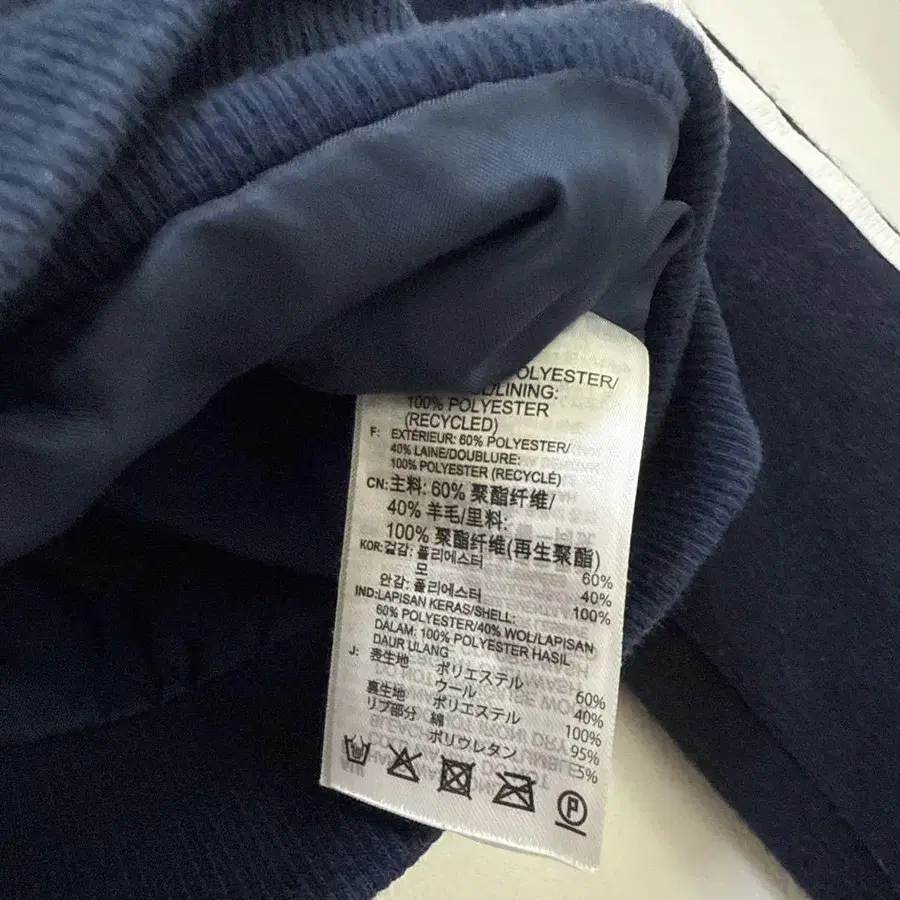 POLYESTER/
LINING:
100% POLYESTER
(RECYCLED)
F: EXTÉRIEUR: 60% POLYESTER/
40% LAINE/DOUBLURE:
100% POLYESTER (RECYCLÉ)
CN: 主料: 60% 聚酯纤维/
40% 羊毛/里料:
100% 聚酯纤维(再生聚酯)
KOR: 겉감: 폴리에스터 60%
모 40%
안감: 폴리에스터 100%
IND:LAPISAN KERAS/SHELL:
60% POLYESTER/40% WOL/LAPISAN
DALAM: 100% POLYESTER HASIL
DAUR ULANG
J: 表生地 ポリエステル 60%
ウール 40%
裏生地 ポリエステル 100%
リブ部分 綿 95%
ポリウレタン 5%
P